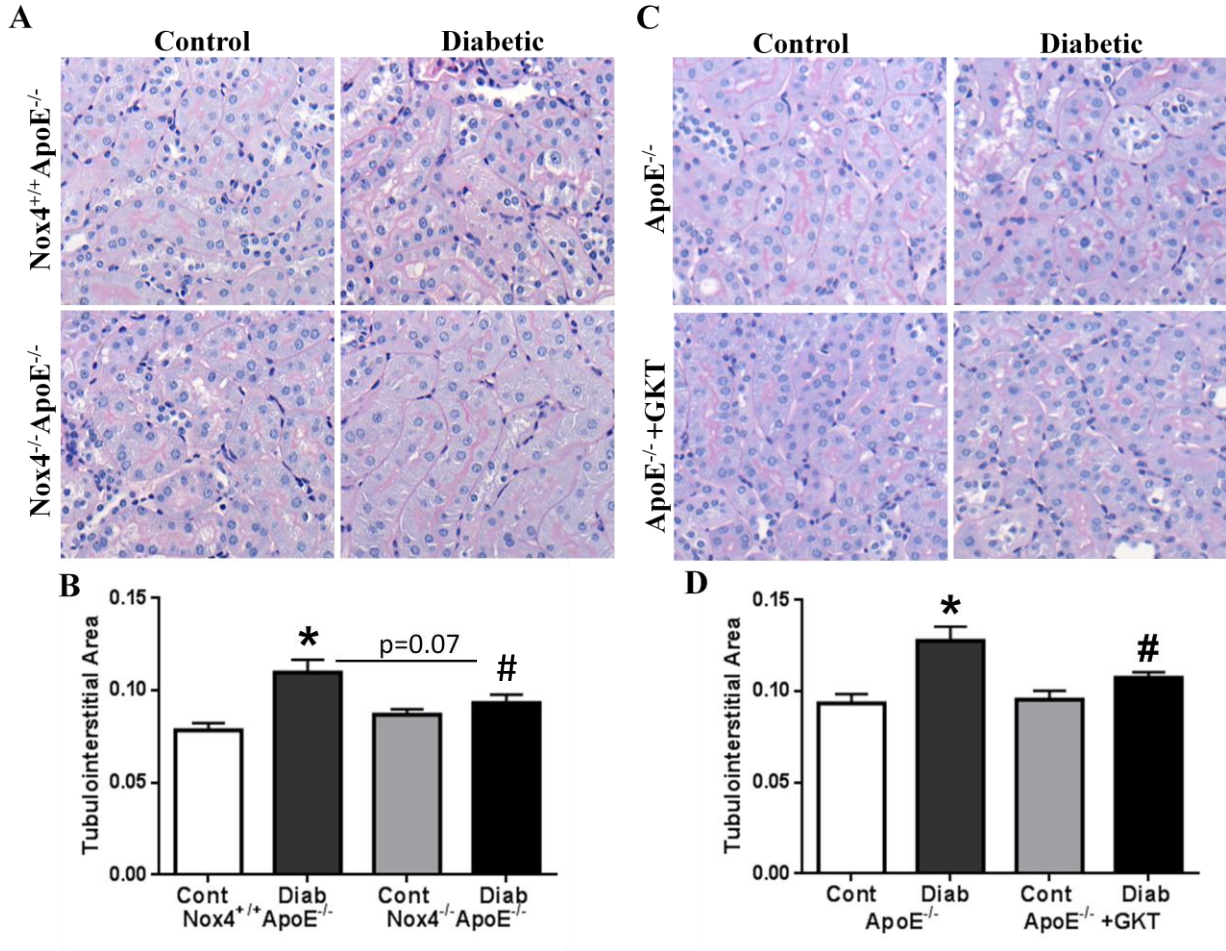 A
Control Diabetic
Nox4+/+ApoE-/-
Nox4-/-ApoE-/-
B
0.15
0.10
0.05
0.00
Tubulointerstitial Area
*
p=0.07
#
Cont Diab Cont Diab
Nox4+/+ApoE-/- Nox4-/-ApoE-/-
C
Control Diabetic
ApoE-/-
ApoE-/-+GKT
D
0.15
0.10
0.05
0.00
Tubulointerstitial Area
*
#
Cont Diab Cont Diab
ApoE-/- ApoE-/- +GKT